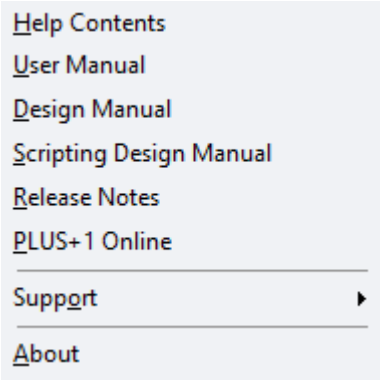 Help Contents
User Manual
Design Manual
Scripting Design Manual
Release Notes
PLUS+1 Online
Support
About